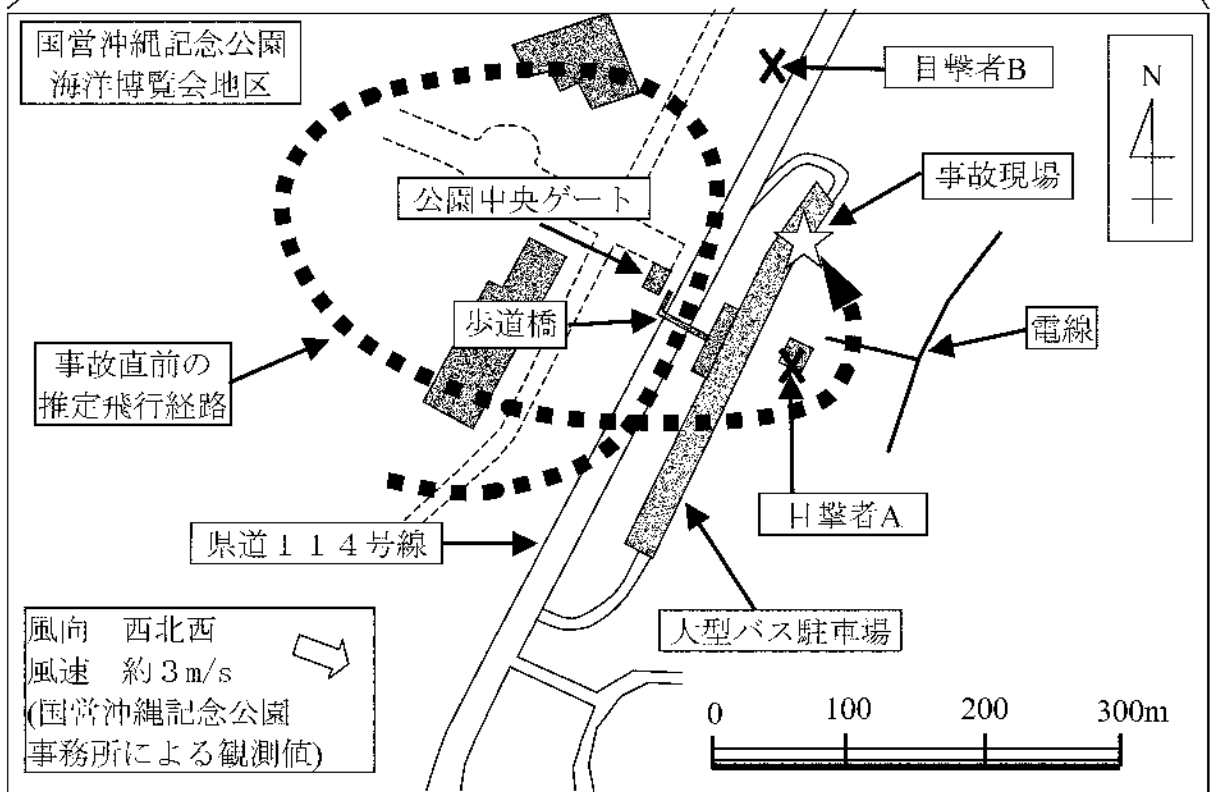 国営沖縄記念公園
海洋博覧会地区
目撃者B
N
事故現場
公園中央ゲート
歩道橋
電線
事故直前の
推定飛行経路
目撃者A
県道114号線
大型バス駐車場
風向 西北西
風速 約3m/s
(国営沖縄記念公園
事務所による観測値)
0 100 200 300m